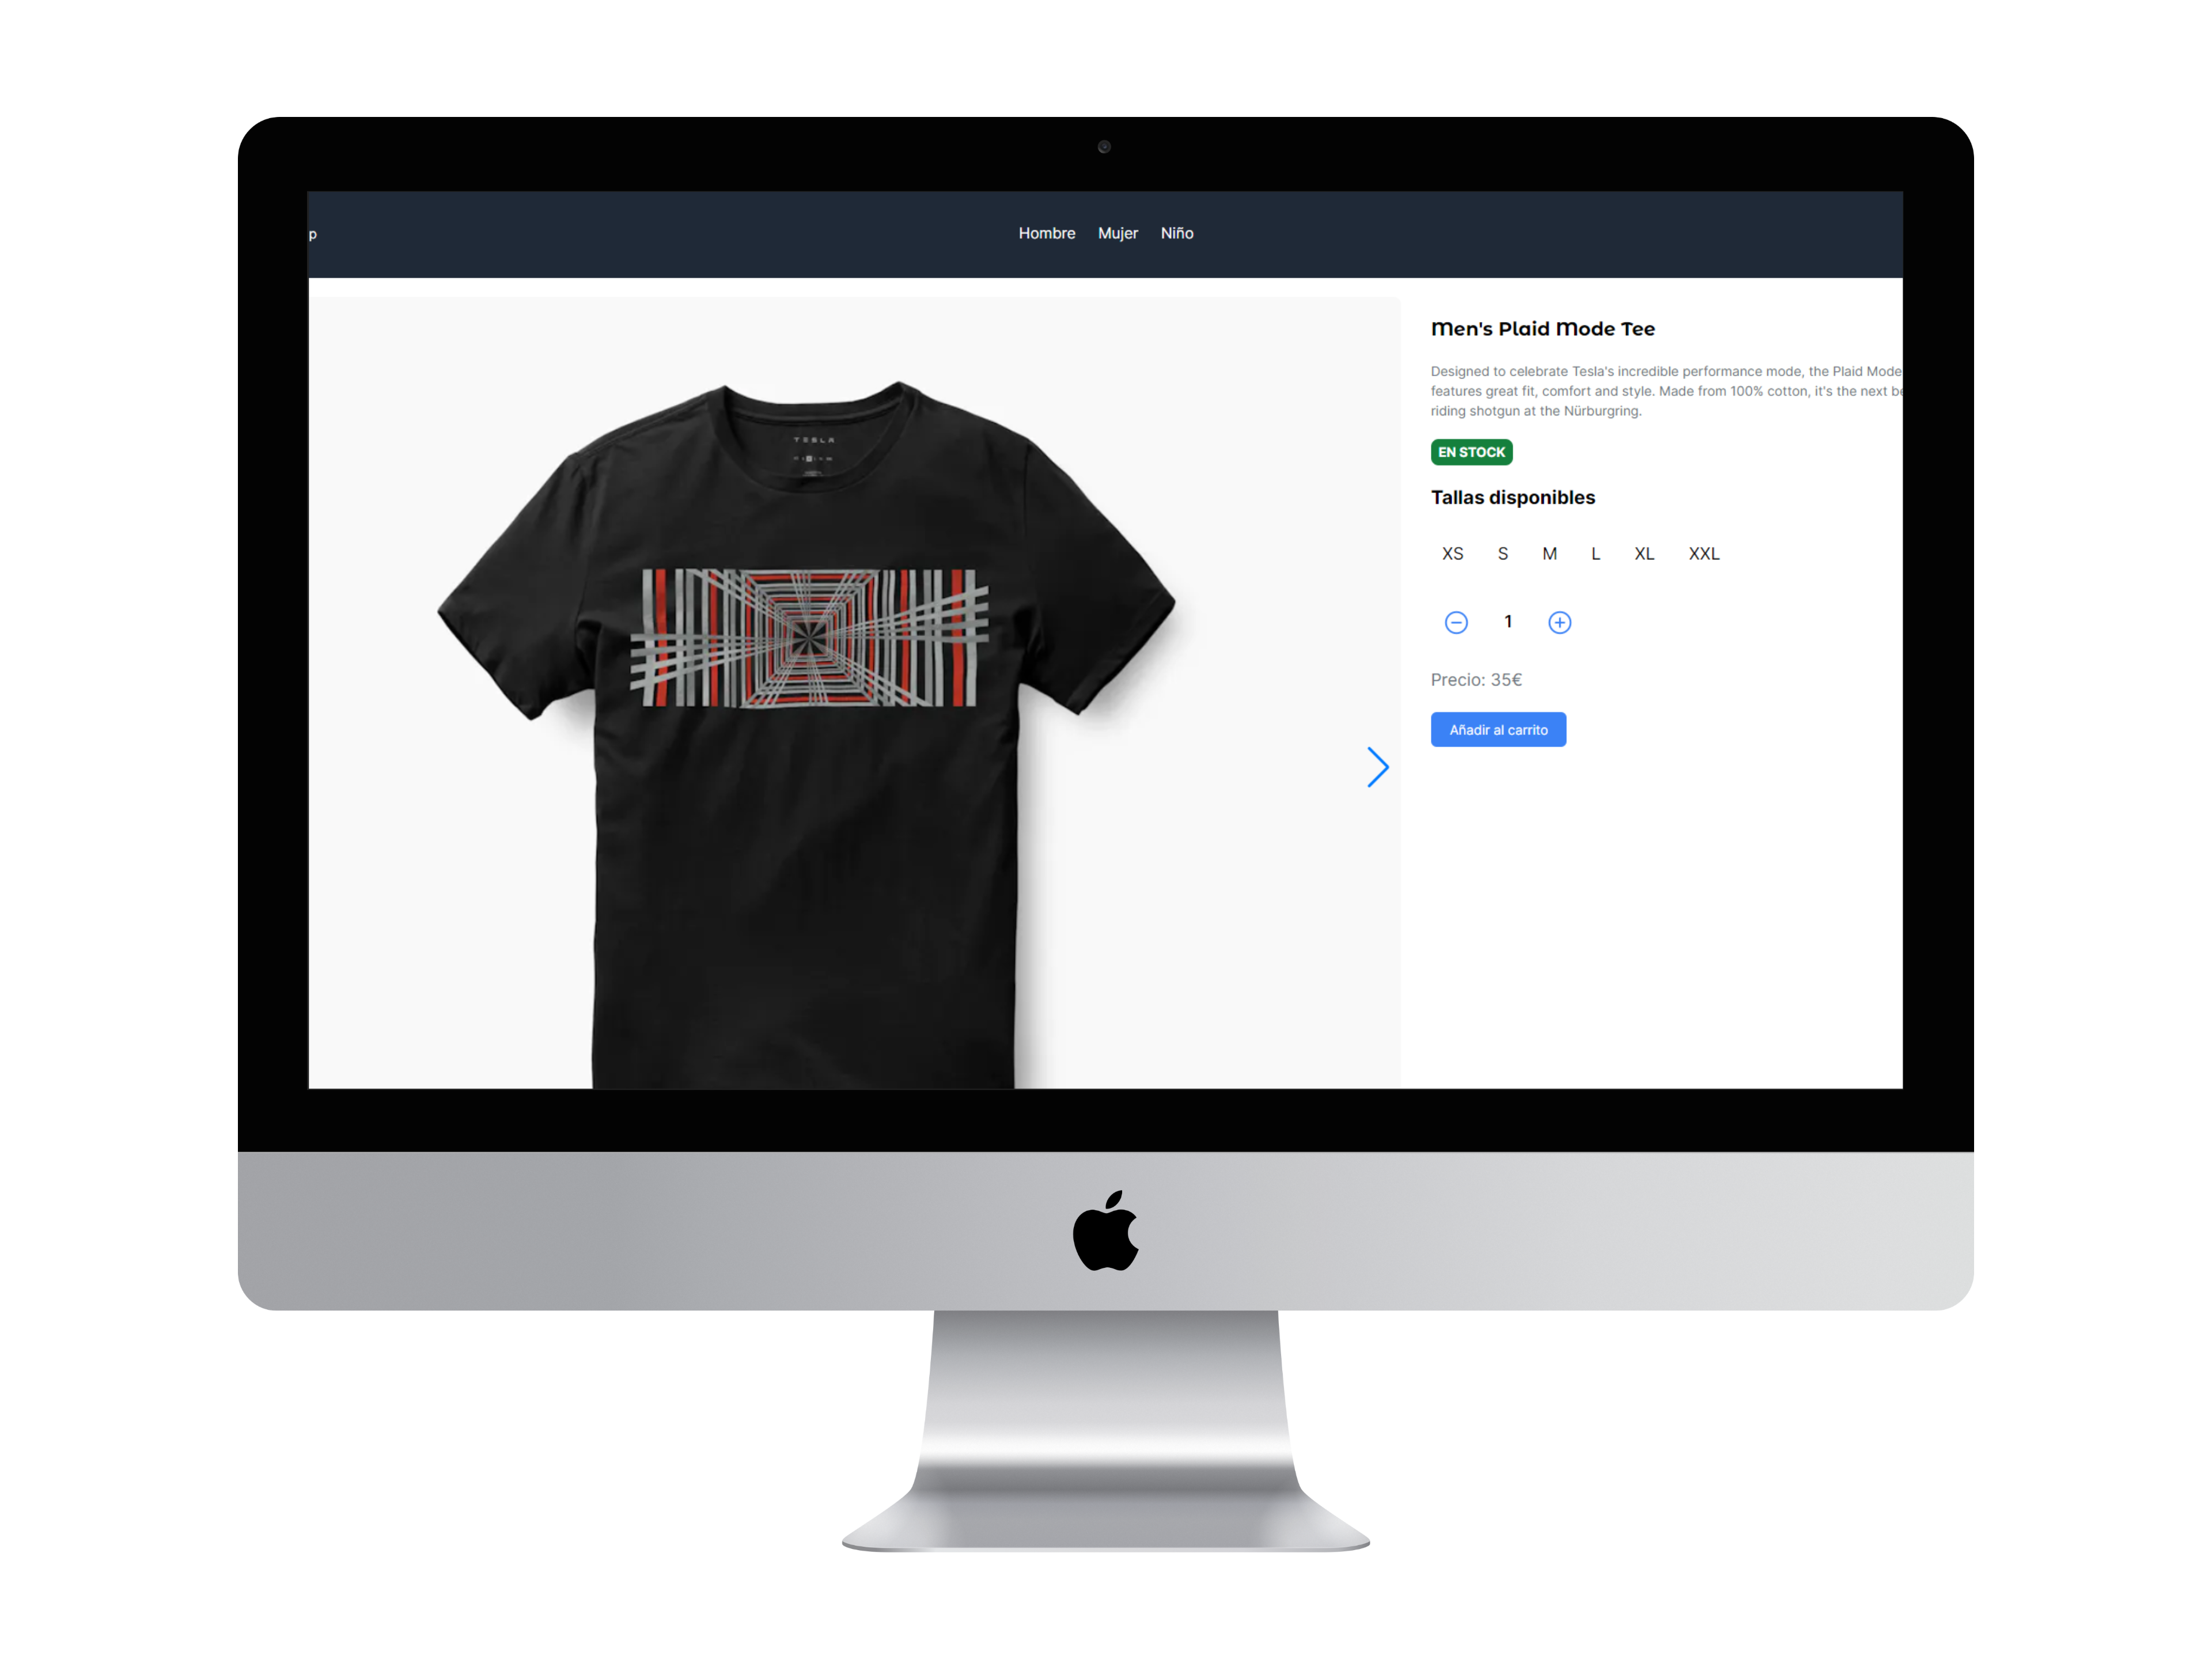 p
Hombre Mujer Niño
Men's Plaid Mode Tee
Designed to celebrate Tesla's incredible performance mode, the Plaid Mode
features great fit, comfort and style. Made from 100% cotton, it's the next be
riding shotgun at the Nürburgring.
EN STOCK
Tallas disponibles
XS S M L XL XXL
1
Precio: 35€
Añadir al carrito
TESLA